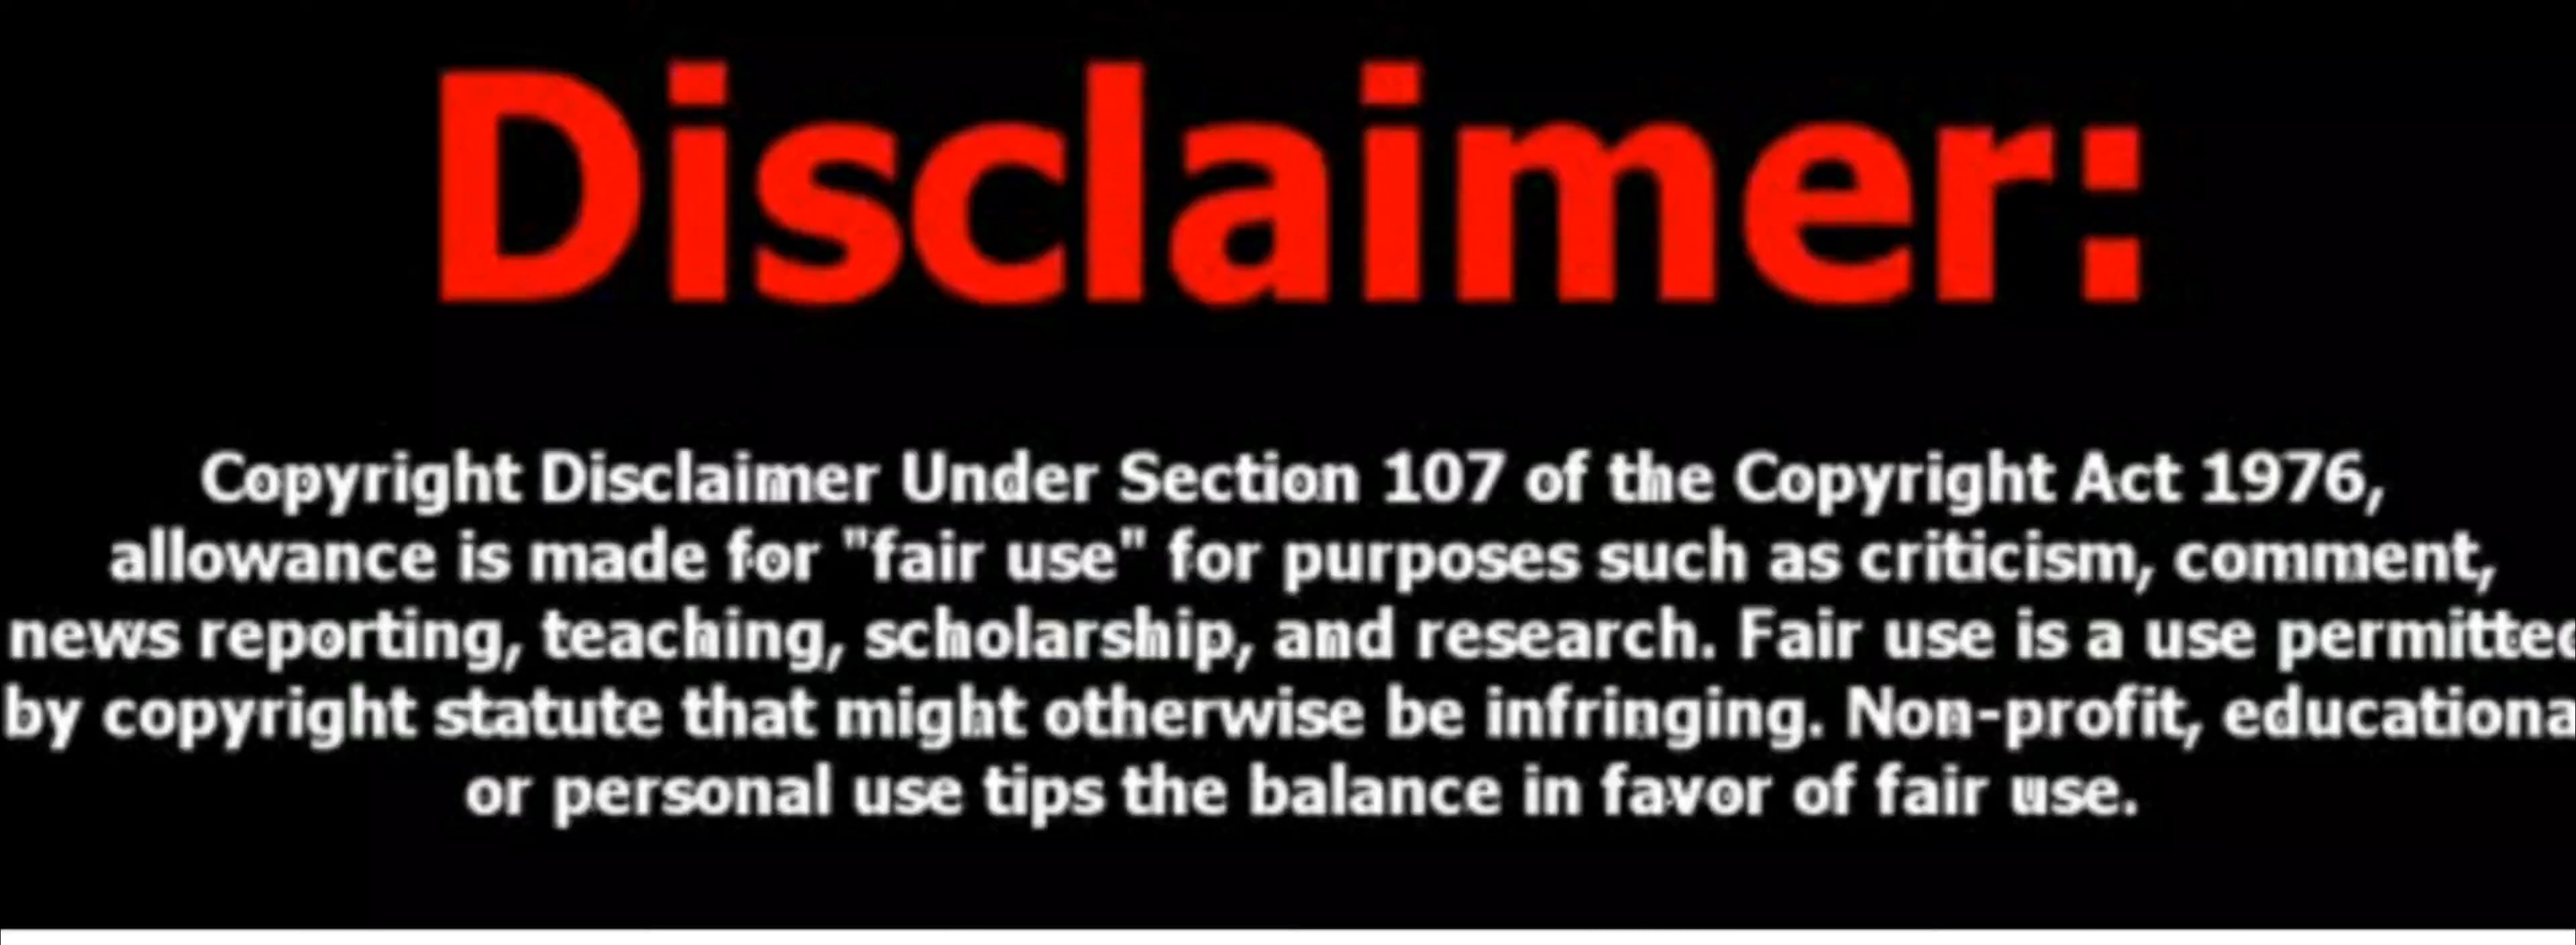 Disclaimer:
Copyright Disclaimer Under Section 107 of the Copyright Act 1976,
allowance is made for "fair use" for purposes such as criticism, comment,
news reporting, teaching, scholarship, and research. Fair use is a use permitted
by copyright statute that might otherwise be infringing. Non-profit, educational
or personal use tips the balance in favor of fair use.